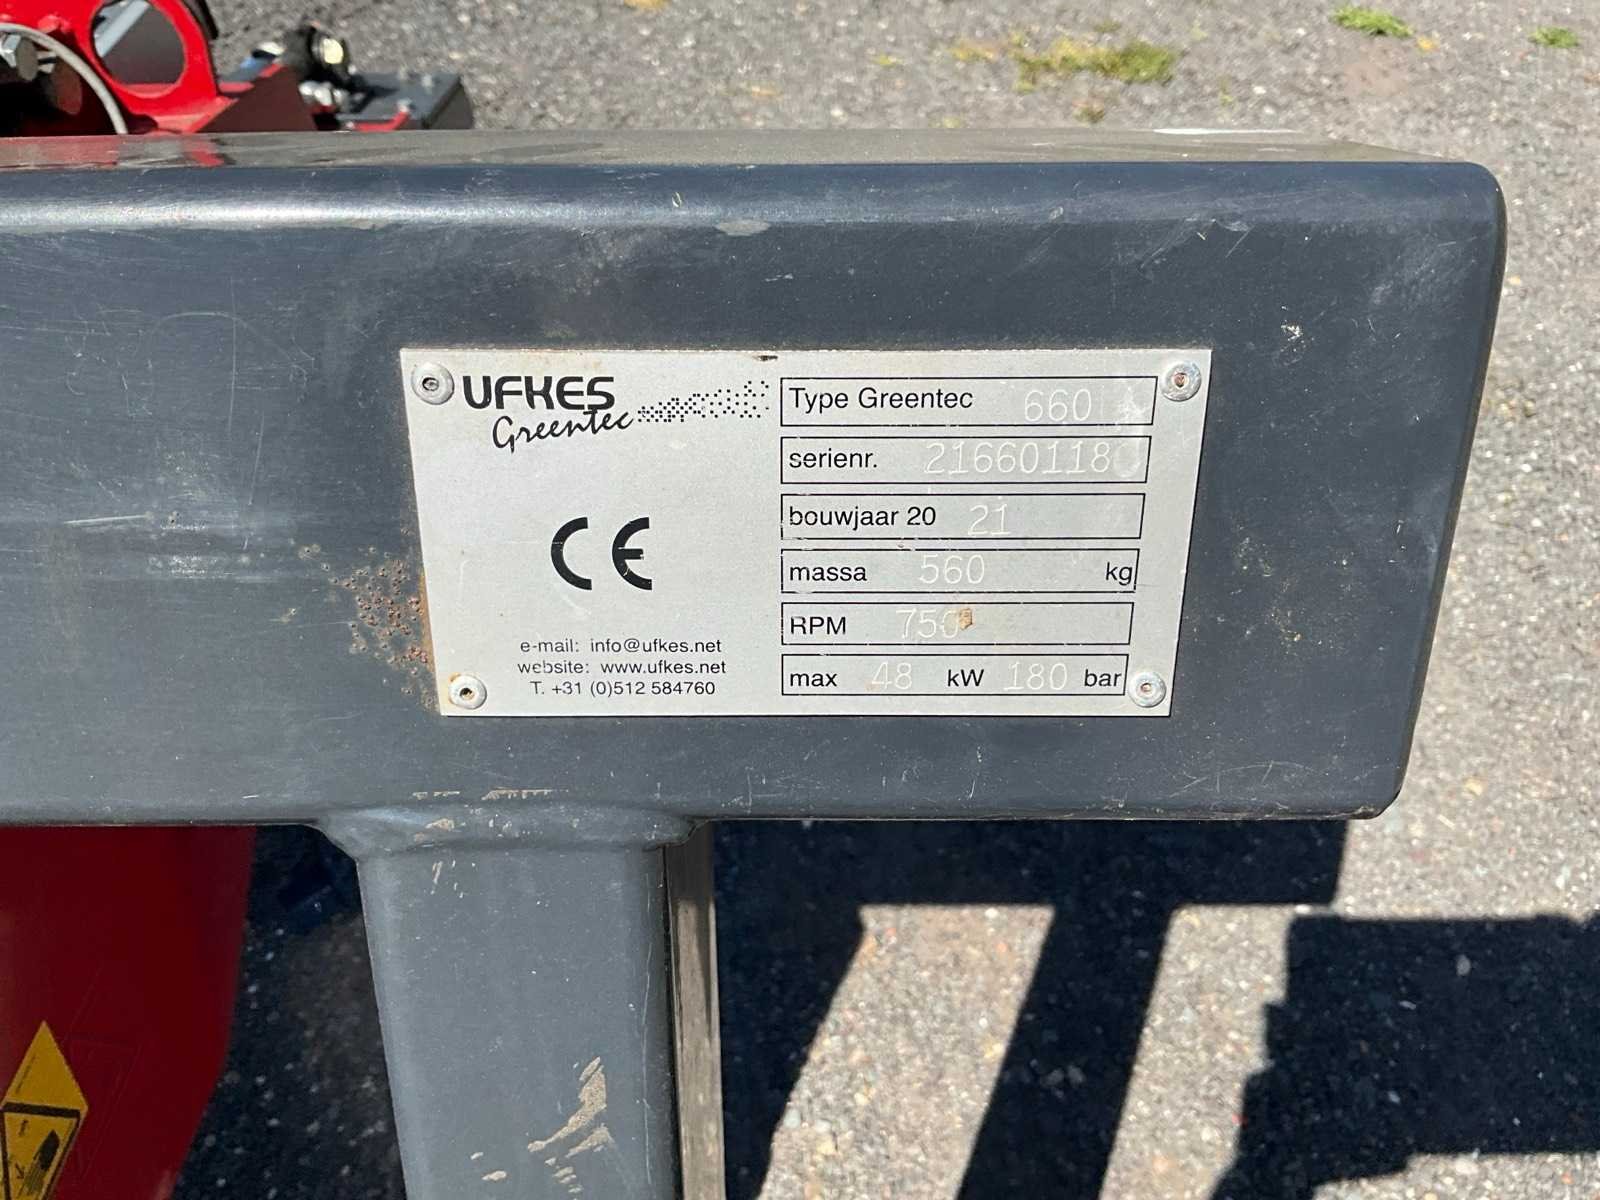 UFKES
Greentec
CE
e-mail: info@ufkes.net
website: www.ufkes.net
T. +31 (0)512 584760
Type Greentec 660
serienr. 216601180
bouwjaar 20 21
massa 560 kg
RPM 750
max 48 kW 180 bar